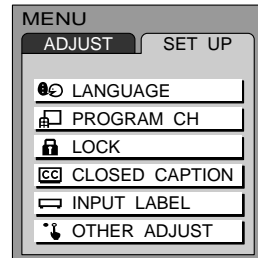 MENU
ADJUST SET UP
LANGUAGE
PROGRAM CH
LOCK
CC CLOSED CAPTION
INPUT LABEL
OTHER ADJUST